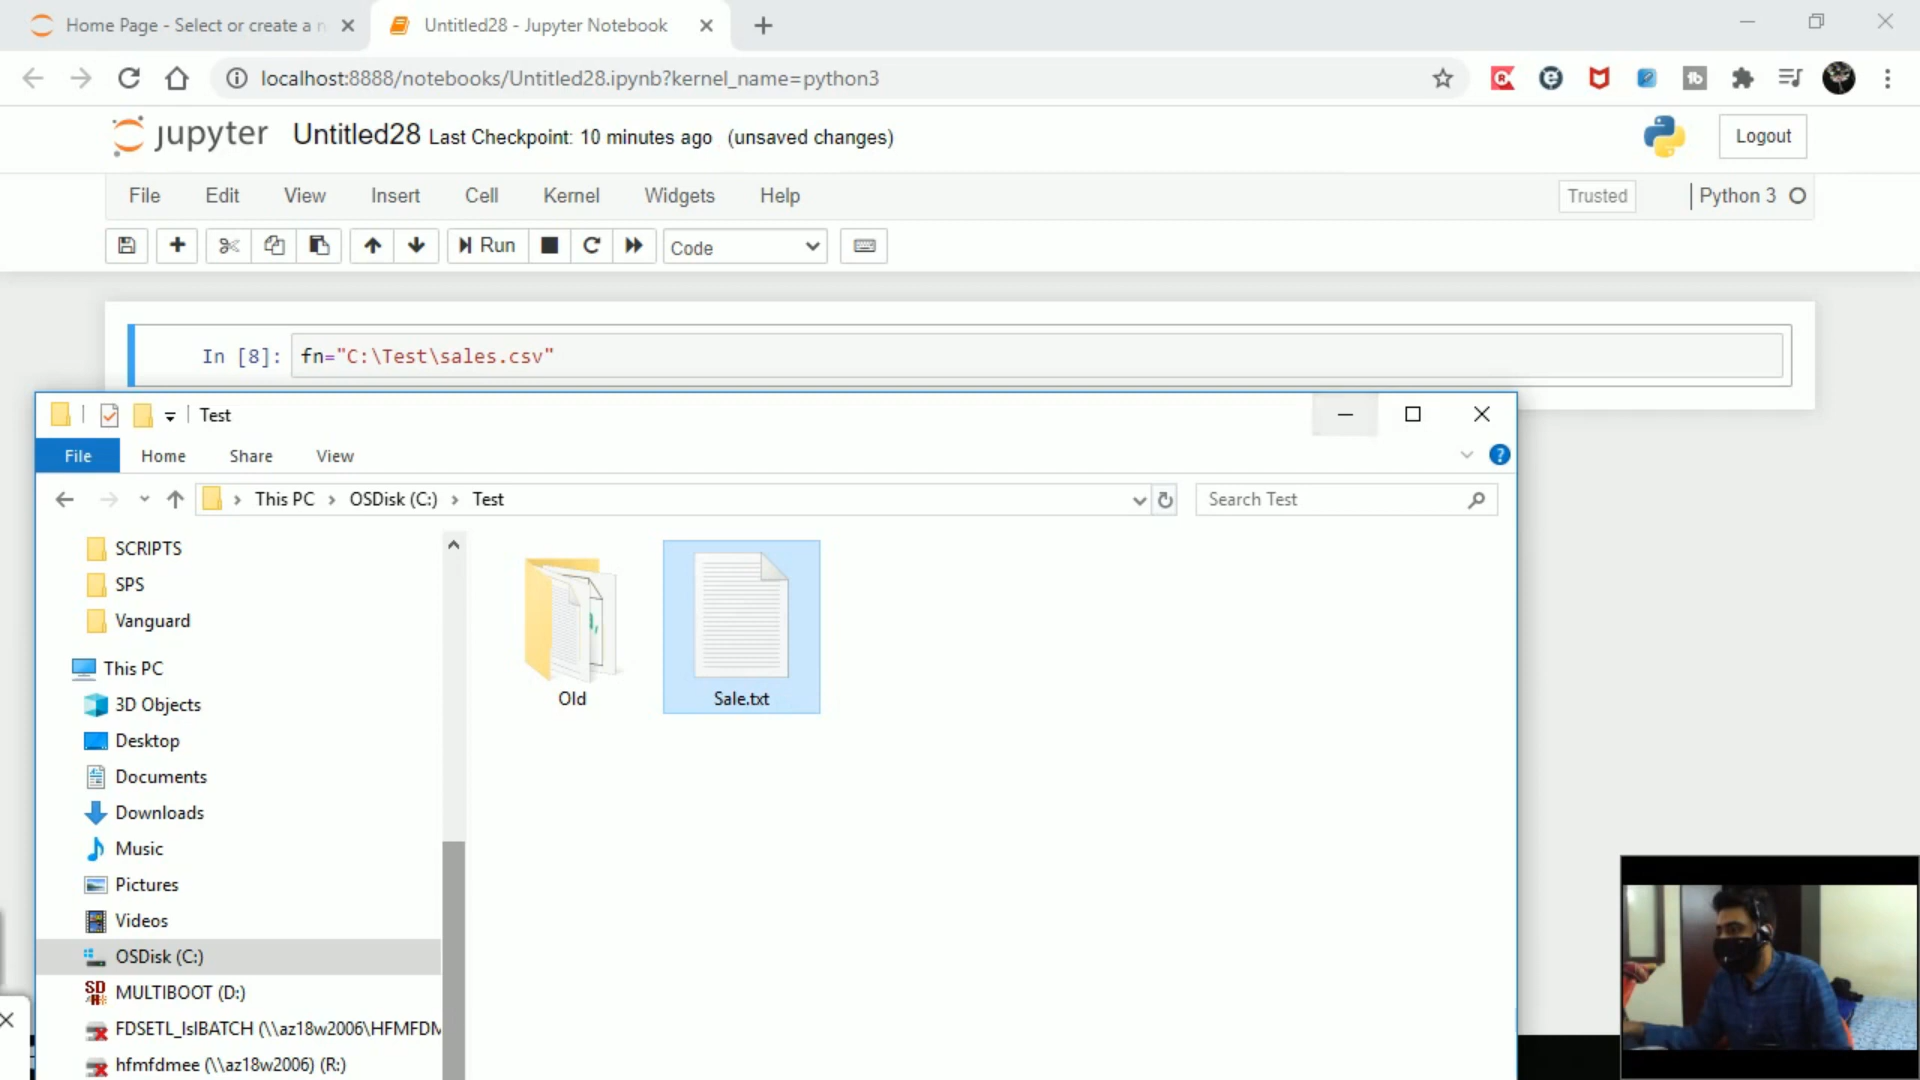 Home Page - Select or create a n
Untitled28 - Jupyter Notebook
localhost:8888/notebooks/Untitled28.ipynb?kernel_name=python3
jupyter Untitled28 Last Checkpoint: 10 minutes ago (unsaved changes)
Logout
File Edit View Insert Cell Kernel Widgets Help
Trusted
Python 3
Run
Code
In [8]: fn="C:\Test\sales.csv"
Test
File Home Share View
This PC > OSDisk (C:) > Test
Search Test
SCRIPTS
SPS
Vanguard
This PC
3D Objects
Desktop
Documents
Downloads
Music
Pictures
Videos
OSDisk (C:)
MULTIBOOT (D:)
FDSETL_IsIBATCH (\\az18w2006\HFMFDM
hfmfdmee (\\az18w2006) (R:)
Old
Sale.txt